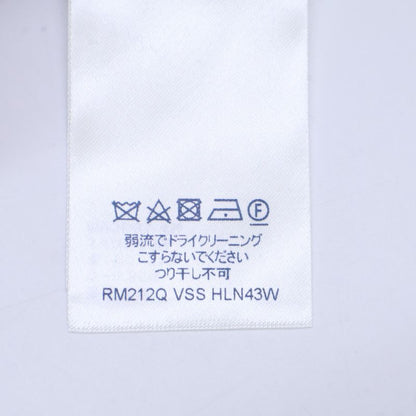 F
弱流でドライクリーニング
こすらないでください
つり干し不可
RM212Q VSS HLN43W